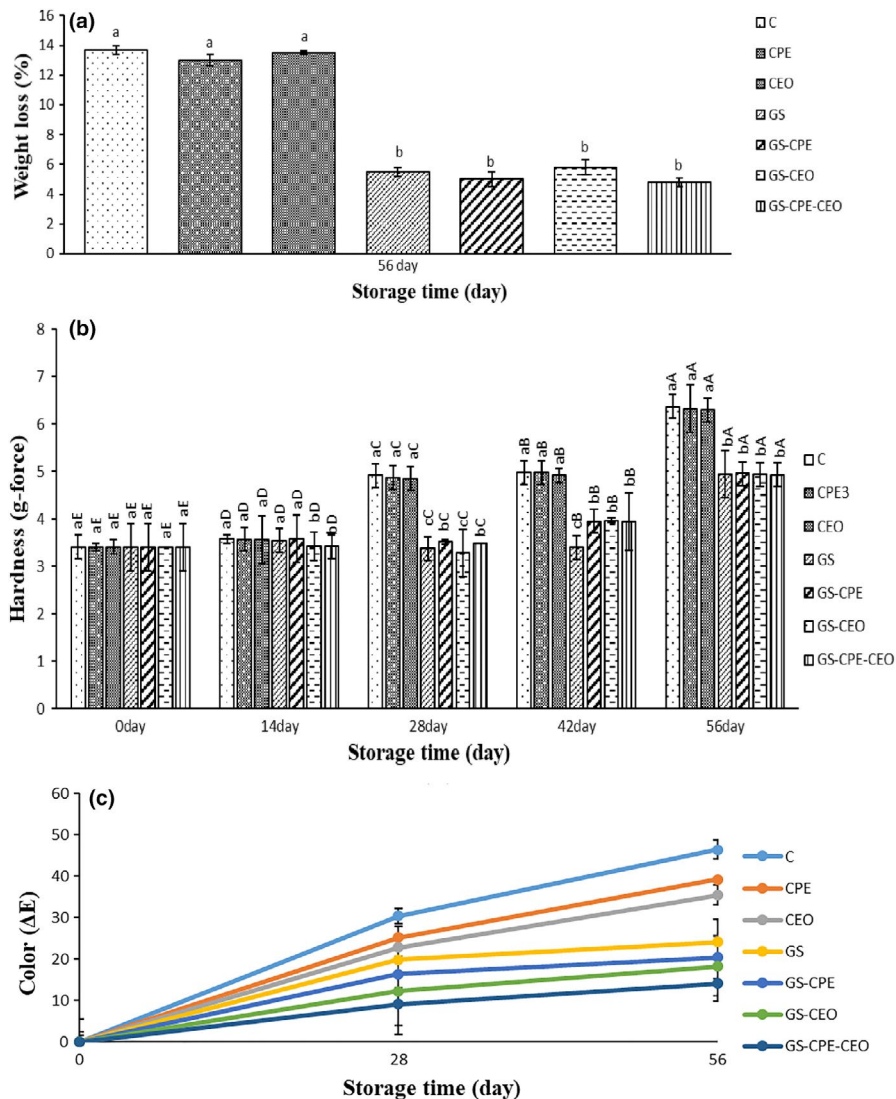 (a)
Weight loss (%)
16
14
12
10
8
6
4
2
0
a
a
a
b
b
b
b
56 day
Storage time (day)
C
CPE
CEO
GS
GS-CPE
GS-CEO
GS-CPE-CEO
(b)
Hardness (g-force)
8
7
6
5
4
3
2
1
0
aE aE aE aE aE aE aE
aD aD aD aD aD bD bD
aC aC aC cC bC cC bC
aB aB aB cB bB bB bB
aA aA aA bA bA bA bA
0day 14day 28day 42day 56day
Storage time (day)
C
CPE3
CEO
GS
GS-CPE
GS-CEO
GS-CPE-CEO
(c)
Color (ΔE)
60
50
40
30
20
10
0
0 28 56
Storage time (day)
C
CPE
CEO
GS
GS-CPE
GS-CEO
GS-CPE-CEO